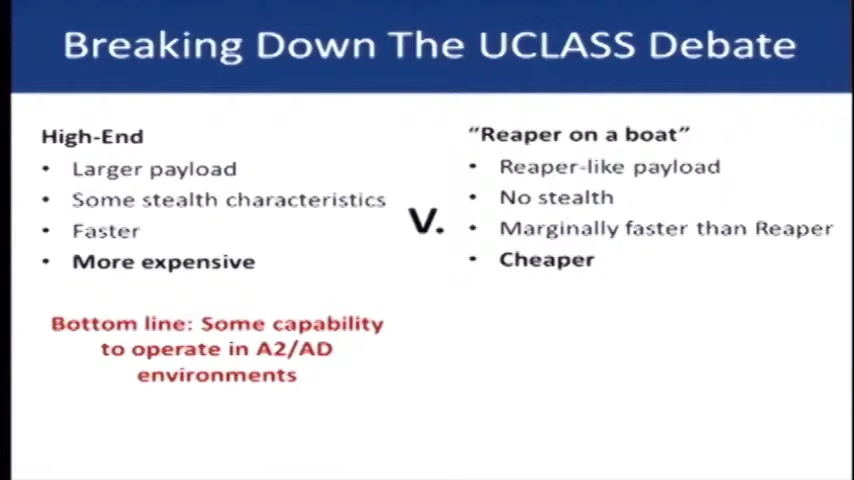 Breaking Down The UCLASS Debate
High-End
• Larger payload
• Some stealth characteristics
• Faster
• More expensive
Bottom line: Some capability
to operate in A2/AD
environments
V.
“Reaper on a boat”
• Reaper-like payload
• No stealth
• Marginally faster than Reaper
• Cheaper